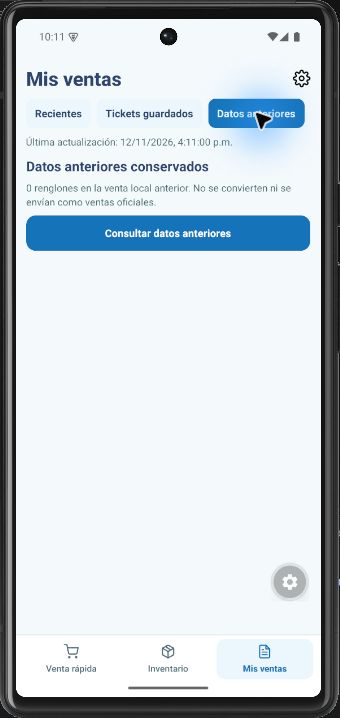 10:11
Mis ventas
Recientes
Tickets guardados
Datos anteriores
Última actualización: 12/11/2026, 4:11:00 p.m.
Datos anteriores conservados
0 renglones en la venta local anterior. No se convierten ni se
envían como ventas oficiales.
Consultar datos anteriores
Venta rápida
Inventario
Mis ventas